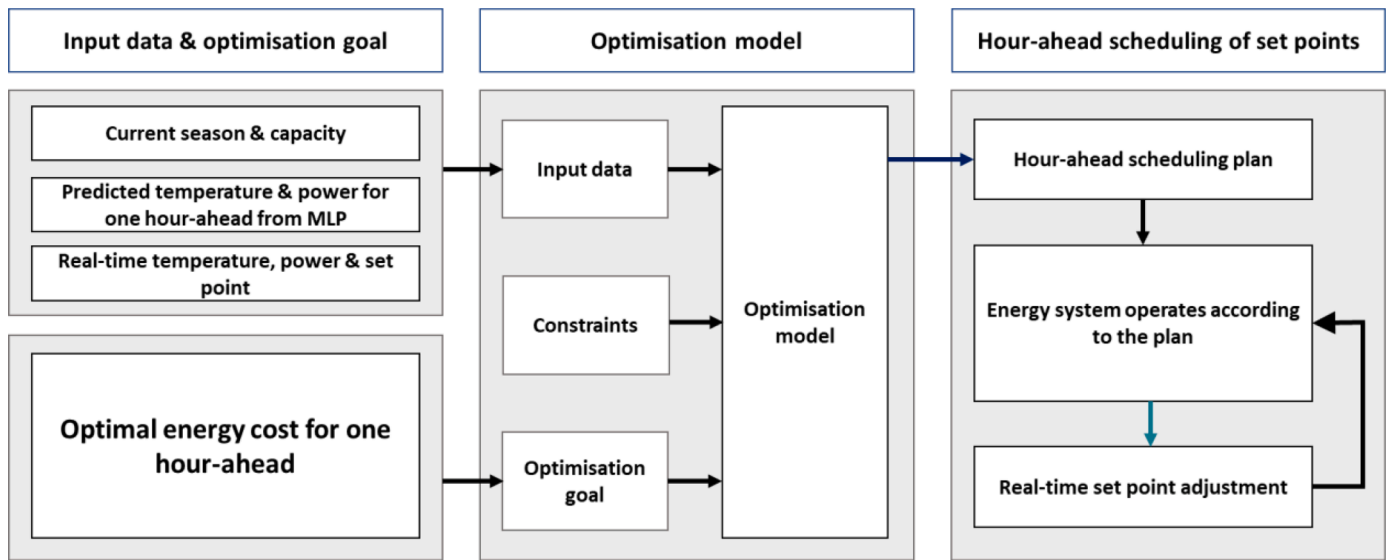 Input data & optimisation goal
Optimisation model
Hour-ahead scheduling of set points
Current season & capacity
Predicted temperature & power for
one hour-ahead from MLP
Real-time temperature, power & set
point
Optimal energy cost for one
hour-ahead
Input data
Constraints
Optimisation
goal
Optimisation
model
Hour-ahead scheduling plan
Energy system operates according
to the plan
Real-time set point adjustment